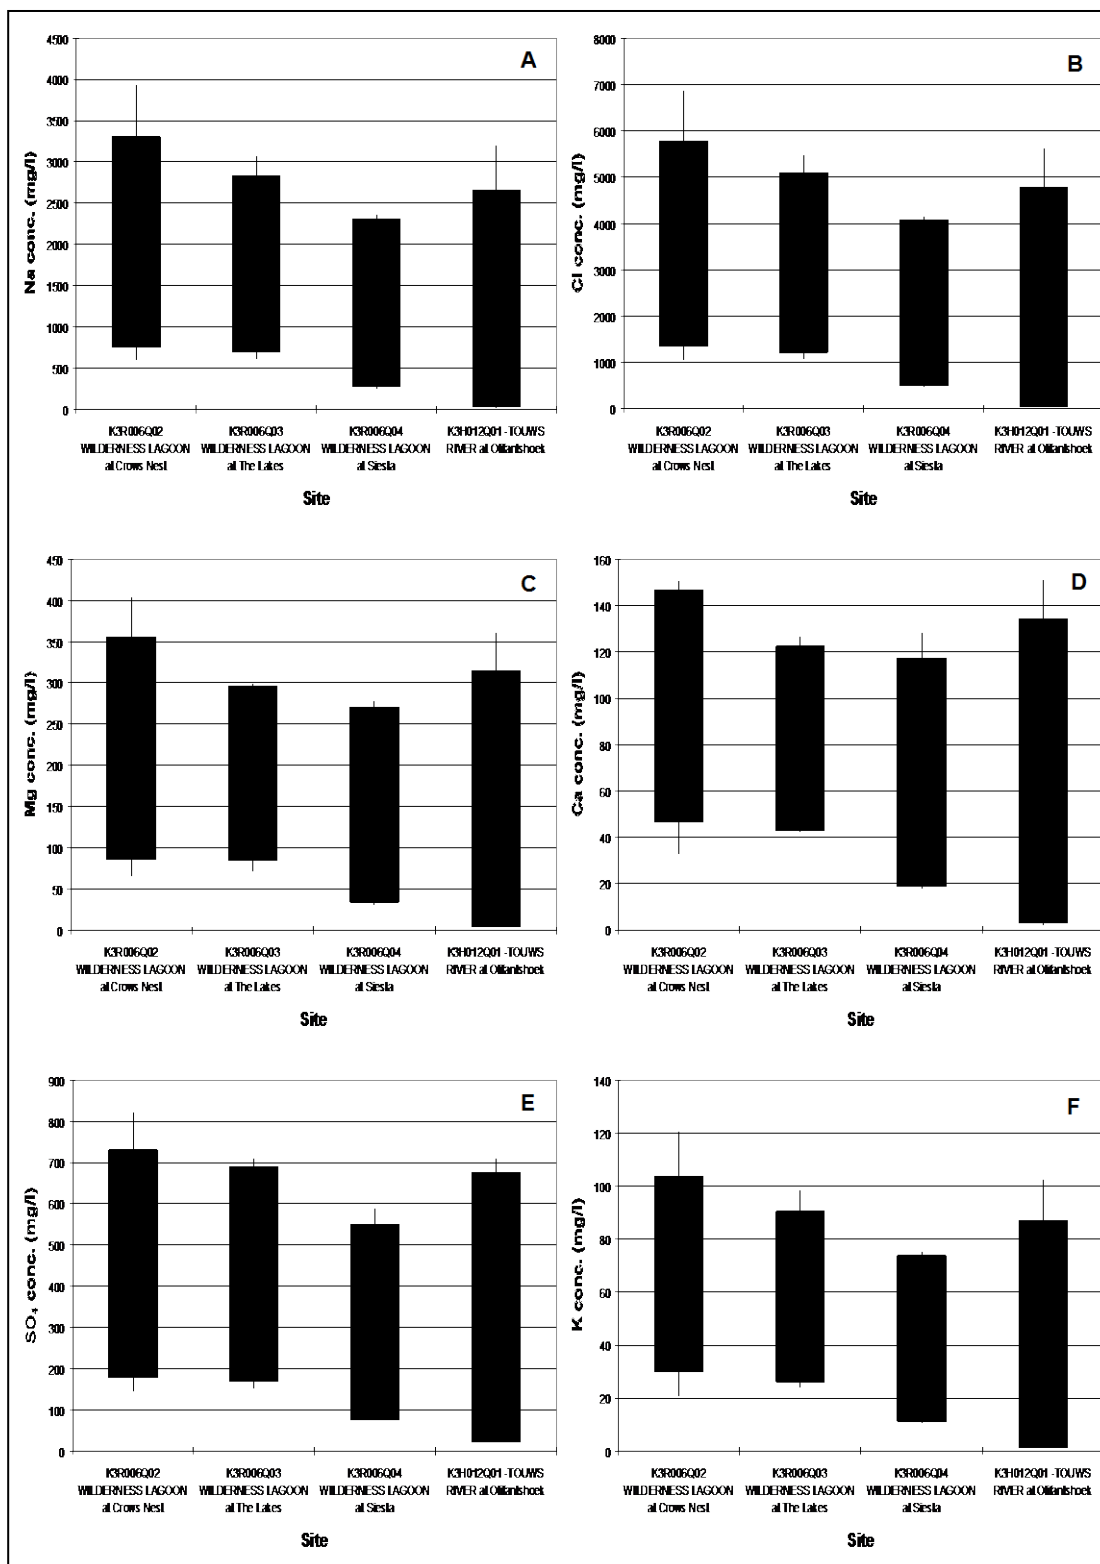 A
4500
4000
3500
3000
2500
2000
1500
1000
500
0
Na conc. (mg/l)
K3R006Q02 K3R006Q03 K3R006Q04 K3H012Q01 - TOUWS
WILDERNESS LAGOON WILDERNESS LAGOON WILDERNESS LAGOON RIVER at Olifantshoek
at Crows Nest at The Lakes at Siesta
Site
B
8000
7000
6000
5000
4000
3000
2000
1000
0
Cl conc. (mg/l)
K3R006Q02 K3R006Q03 K3R006Q04 K3H012Q01 - TOUWS
WILDERNESS LAGOON WILDERNESS LAGOON WILDERNESS LAGOON RIVER at Olifantshoek
at Crows Nest at The Lakes at Siesta
Site
C
450
400
350
300
250
200
150
100
50
0
Mg conc. (mg/l)
K3R006Q02 K3R006Q03 K3R006Q04 K3H012Q01 - TOUWS
WILDERNESS LAGOON WILDERNESS LAGOON WILDERNESS LAGOON RIVER at Olifantshoek
at Crows Nest at The Lakes at Siesta
Site
D
160
140
120
100
80
60
40
20
0
Ca conc. (mg/l)
K3R006Q02 K3R006Q03 K3R006Q04 K3H012Q01 - TOUWS
WILDERNESS LAGOON WILDERNESS LAGOON WILDERNESS LAGOON RIVER at Olifantshoek
at Crows Nest at The Lakes at Siesta
Site
E
900
800
700
600
500
400
300
200
100
0
SO₄ conc. (mg/l)
K3R006Q02 K3R006Q03 K3R006Q04 K3H012Q01 - TOUWS
WILDERNESS LAGOON WILDERNESS LAGOON WILDERNESS LAGOON RIVER at Olifantshoek
at Crows Nest at The Lakes at Siesta
Site
F
140
120
100
80
60
40
20
0
K conc. (mg/l)
K3R006Q02 K3R006Q03 K3R006Q04 K3H012Q01 - TOUWS
WILDERNESS LAGOON WILDERNESS LAGOON WILDERNESS LAGOON RIVER at Olifantshoek
at Crows Nest at The Lakes at Siesta
Site